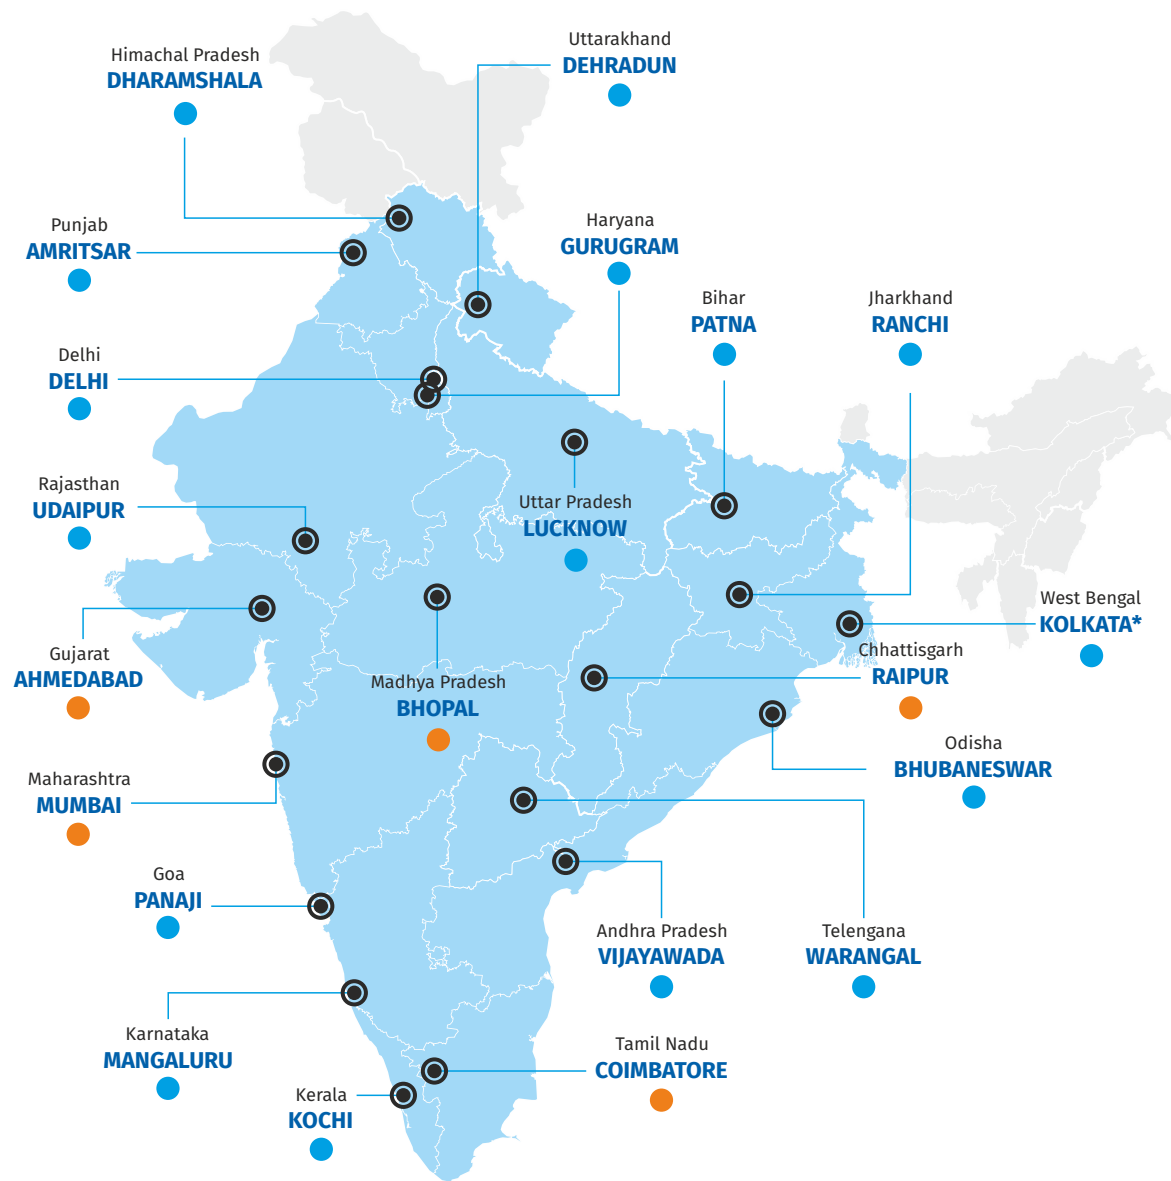 Himachal Pradesh
DHARAMSHALA
Uttarakhand
DEHRADUN
Punjab
AMRITSAR
Haryana
GURUGRAM
Bihar
PATNA
Jharkhand
RANCHI
Delhi
DELHI
Rajasthan
UDAIPUR
Uttar Pradesh
LUCKNOW
West Bengal
KOLKATA*
Gujarat
AHMEDABAD
Madhya Pradesh
BHOPAL
Chhattisgarh
RAIPUR
Odisha
BHUBANESWAR
Maharashtra
MUMBAI
Goa
PANAJI
Andhra Pradesh
VIJAYAWADA
Telengana
WARANGAL
Karnataka
MANGALURU
Tamil Nadu
COIMBATORE
Kerala
KOCHI